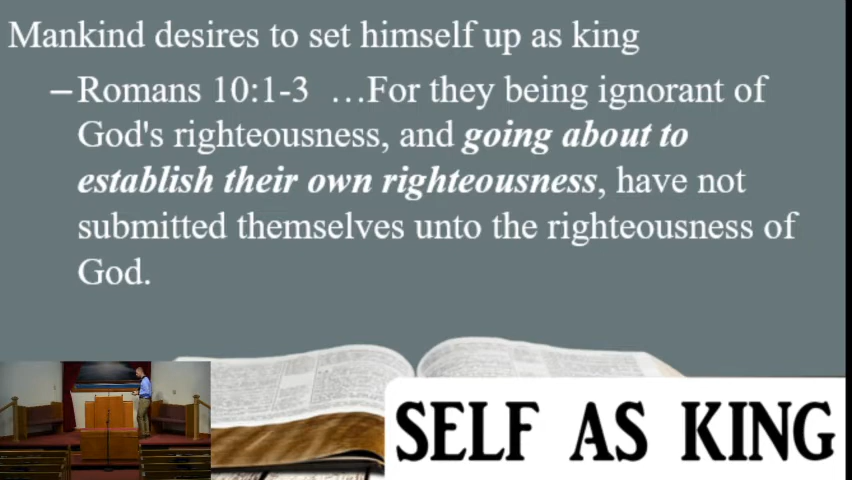 Mankind desires to set himself up as king
–Romans 10:1-3 …For they being ignorant of
God's righteousness, and going about to
establish their own righteousness, have not
submitted themselves unto the righteousness of
God.
SELF AS KING